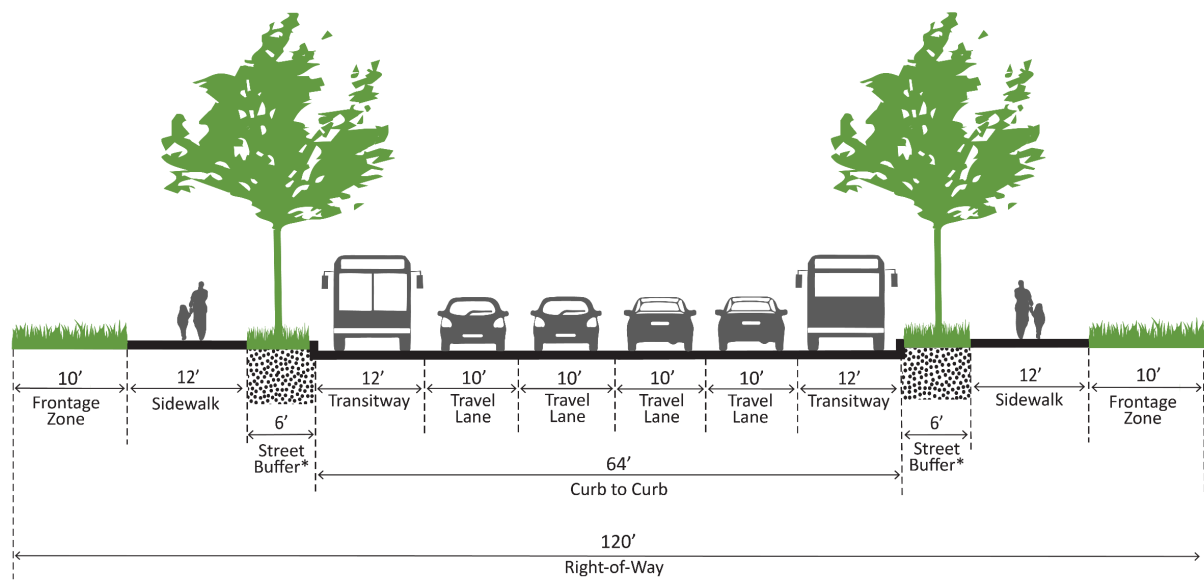 10’ 12’ 12’ 10’ 10’ 10’ 10’ 12’ 12’ 10’
Frontage Zone Sidewalk Transitway Travel Lane Travel Lane Travel Lane Travel Lane Transitway Sidewalk Frontage Zone
6’ 6’
Street Buffer* Street Buffer*
64’
Curb to Curb
120’
Right-of-Way